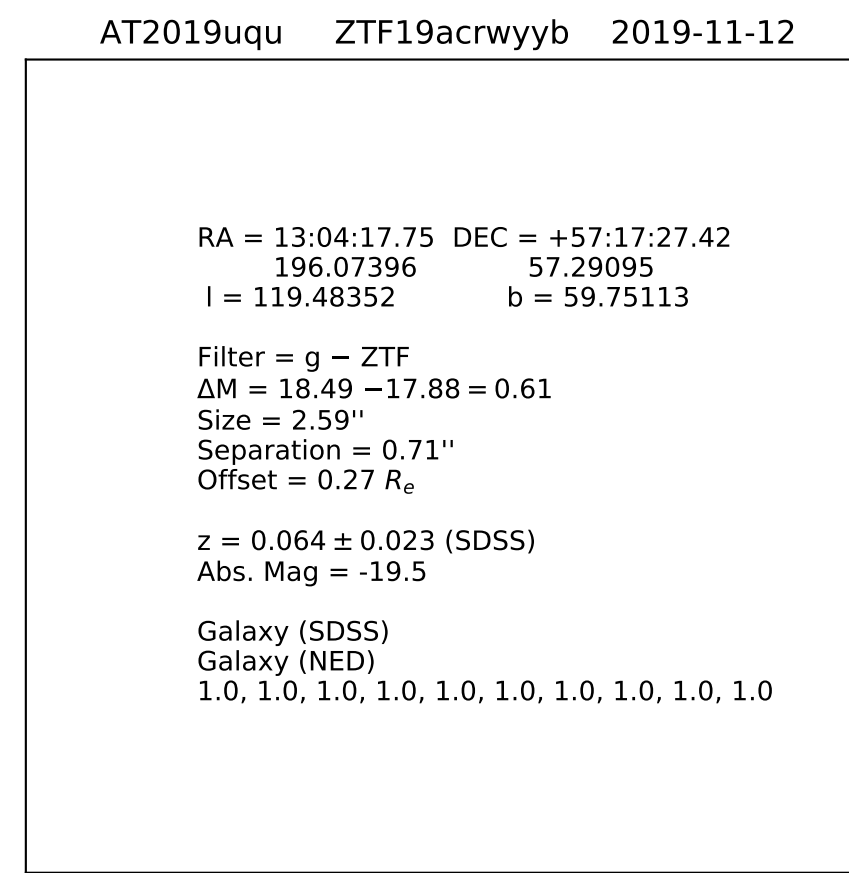 AT2019uqu ZTF19acrwyyb 2019-11-12
RA = 13:04:17.75 DEC = +57:17:27.42
196.07396 57.29095
l = 119.48352 b = 59.75113
Filter = g − ZTF
ΔM = 18.49 −17.88 = 0.61
Size = 2.59''
Separation = 0.71''
Offset = 0.27 Rₑ
z = 0.064 ± 0.023 (SDSS)
Abs. Mag = -19.5
Galaxy (SDSS)
Galaxy (NED)
1.0, 1.0, 1.0, 1.0, 1.0, 1.0, 1.0, 1.0, 1.0, 1.0